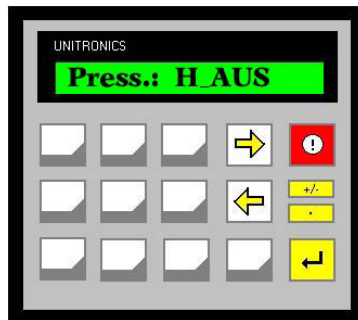 UNITRONICS
Press.: H_AUS
+/-
.